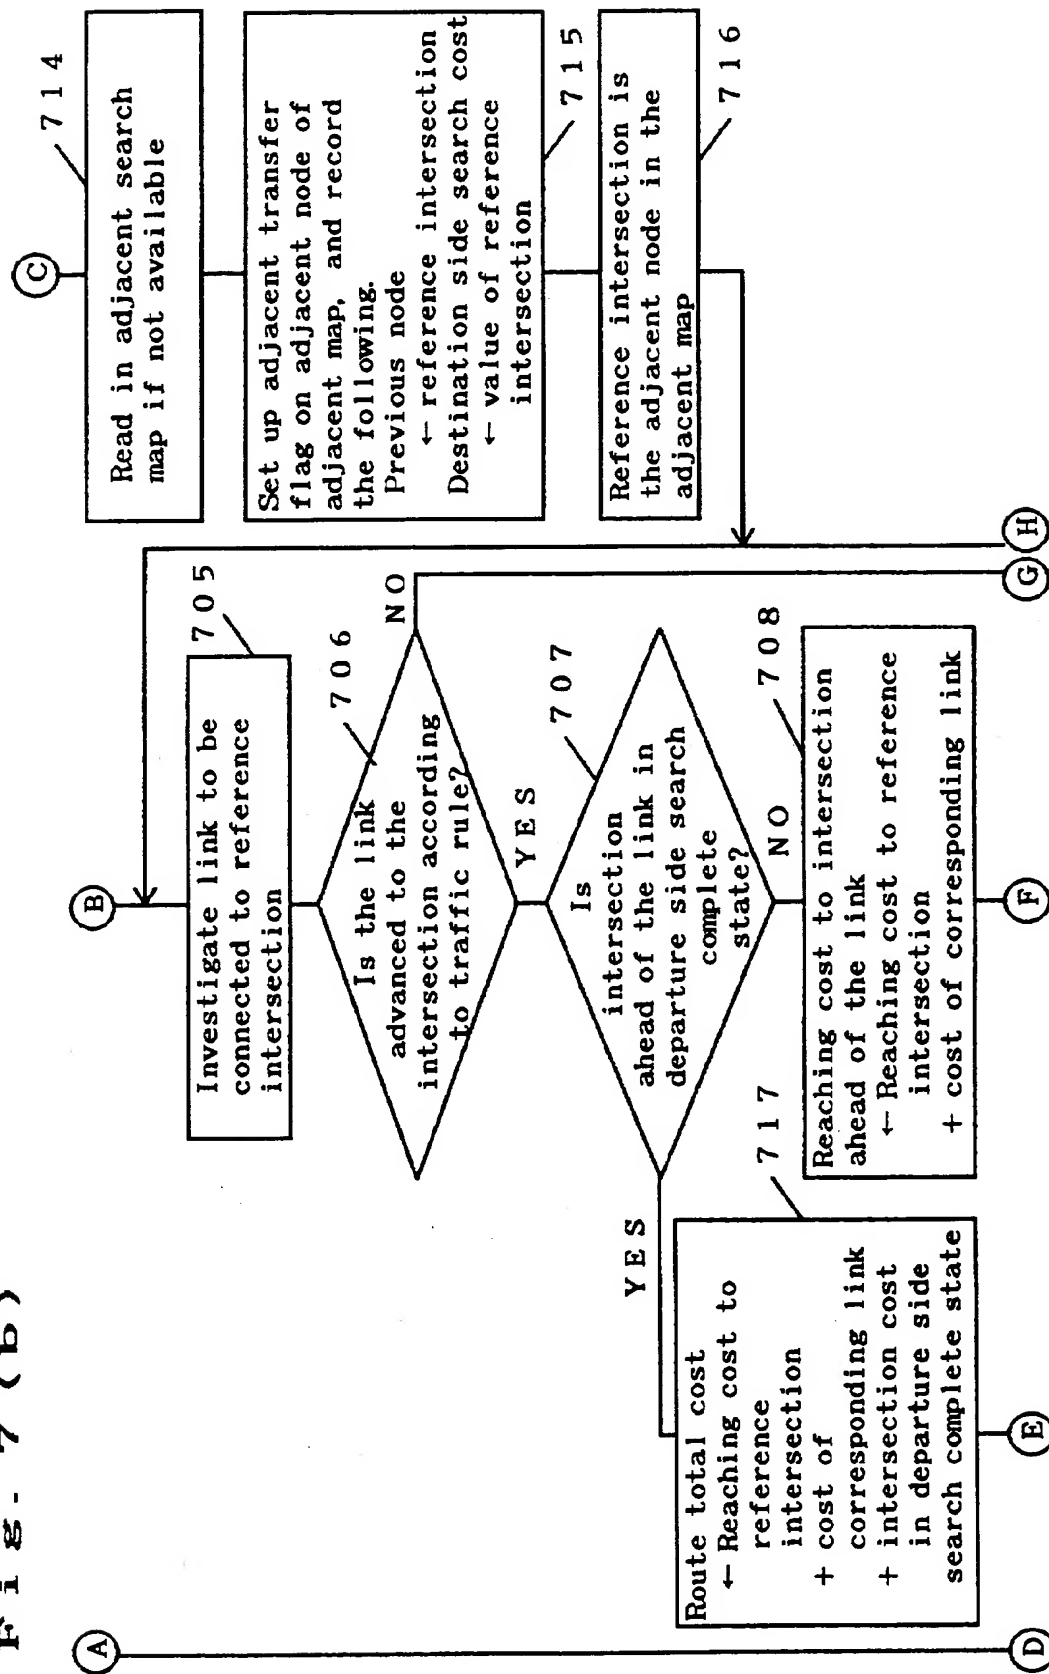 Fig. 7 (b)
A
D
B
Investigate link to be
connected to reference
intersection
705
Is the link
advanced to the
intersection according
to traffic rule?
706
NO
YES
Is
intersection
ahead of the link in
departure side search
complete
state?
707
YES
NO
Route total cost
← Reaching cost to
reference
intersection
+ cost of
corresponding link
+ intersection cost
in departure side
search complete state
717
E
Reaching cost to intersection
ahead of the link
← Reaching cost to reference
intersection
+ cost of corresponding link
708
F
G
H
C
Read in adjacent search
map if not available
714
Set up adjacent transfer
flag on adjacent node of
adjacent map, and record
the following.
Previous node
← reference intersection
Destination side search cost
← value of reference
intersection
715
Reference intersection is
the adjacent node in the
adjacent map
716